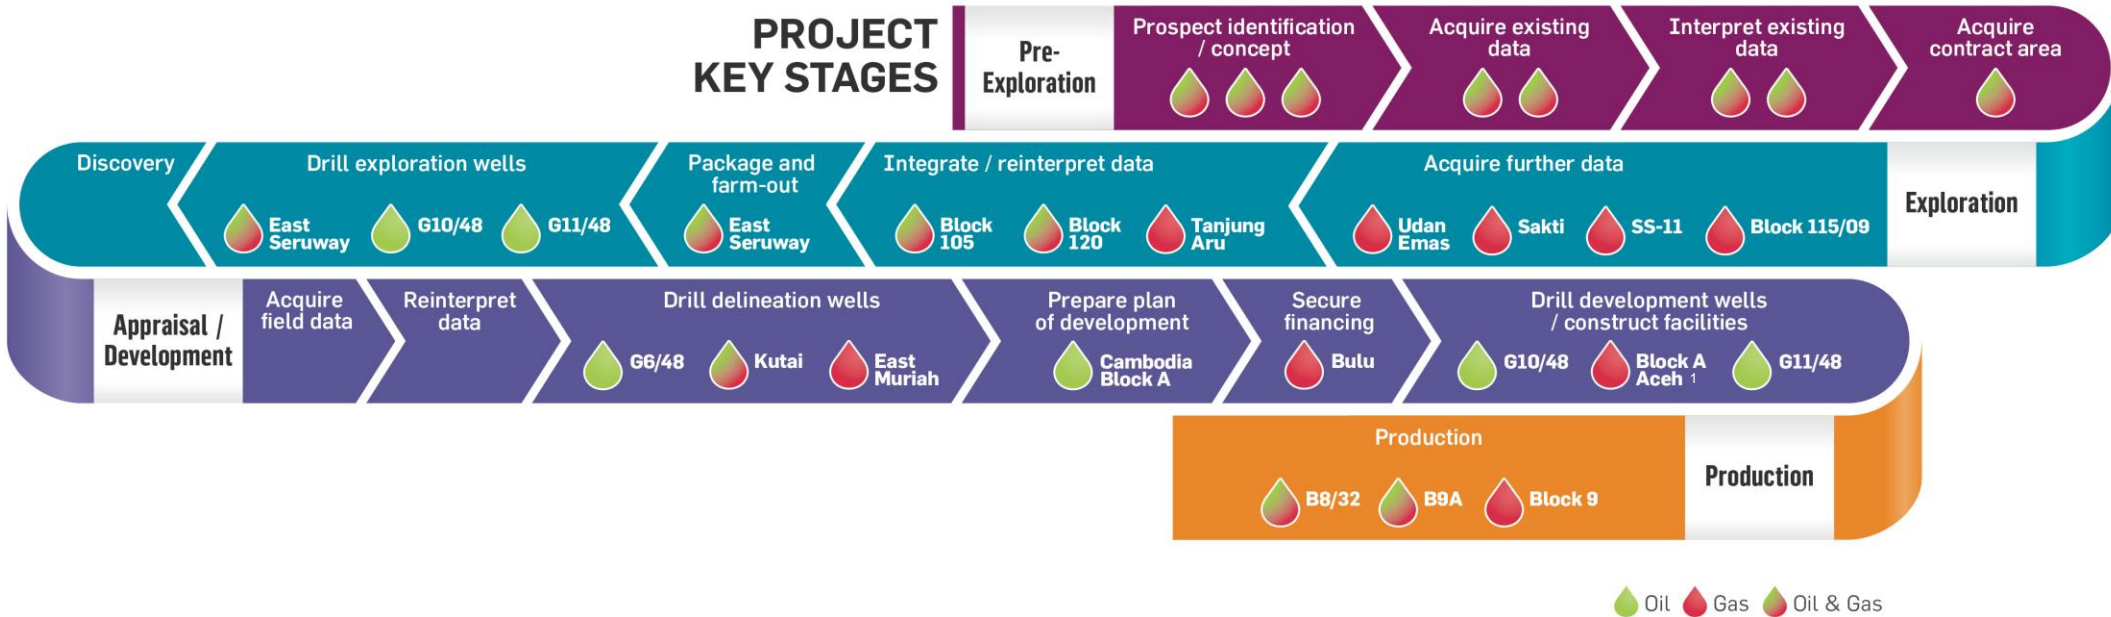 PROJECT
KEY STAGES
Pre-
Exploration
Prospect identification
/ concept
Acquire existing
data
Interpret existing
data
Acquire
contract area
Exploration
Acquire further data
Udan
Emas
Sakti
SS-11
Block 115/09
Integrate / reinterpret data
Block
105
Block
120
Tanjung
Aru
Package and
farm-out
East
Seruway
Drill exploration wells
East
Seruway
G10/48
G11/48
Discovery
Appraisal /
Development
Acquire
field data
Reinterpret
data
Drill delineation wells
G6/48
Kutai
East
Muriah
Prepare plan
of development
Cambodia
Block A
Secure
financing
Bulu
Drill development wells
/ construct facilities
G10/48
Block A
Aceh 1
G11/48
Production
Production
B8/32
B9A
Block 9
Oil
Gas
Oil & Gas